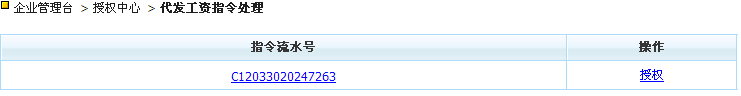 企业管理台 > 授权中心 > 代发工资指令处理
指令流水号 操作
C12033020247263 授权